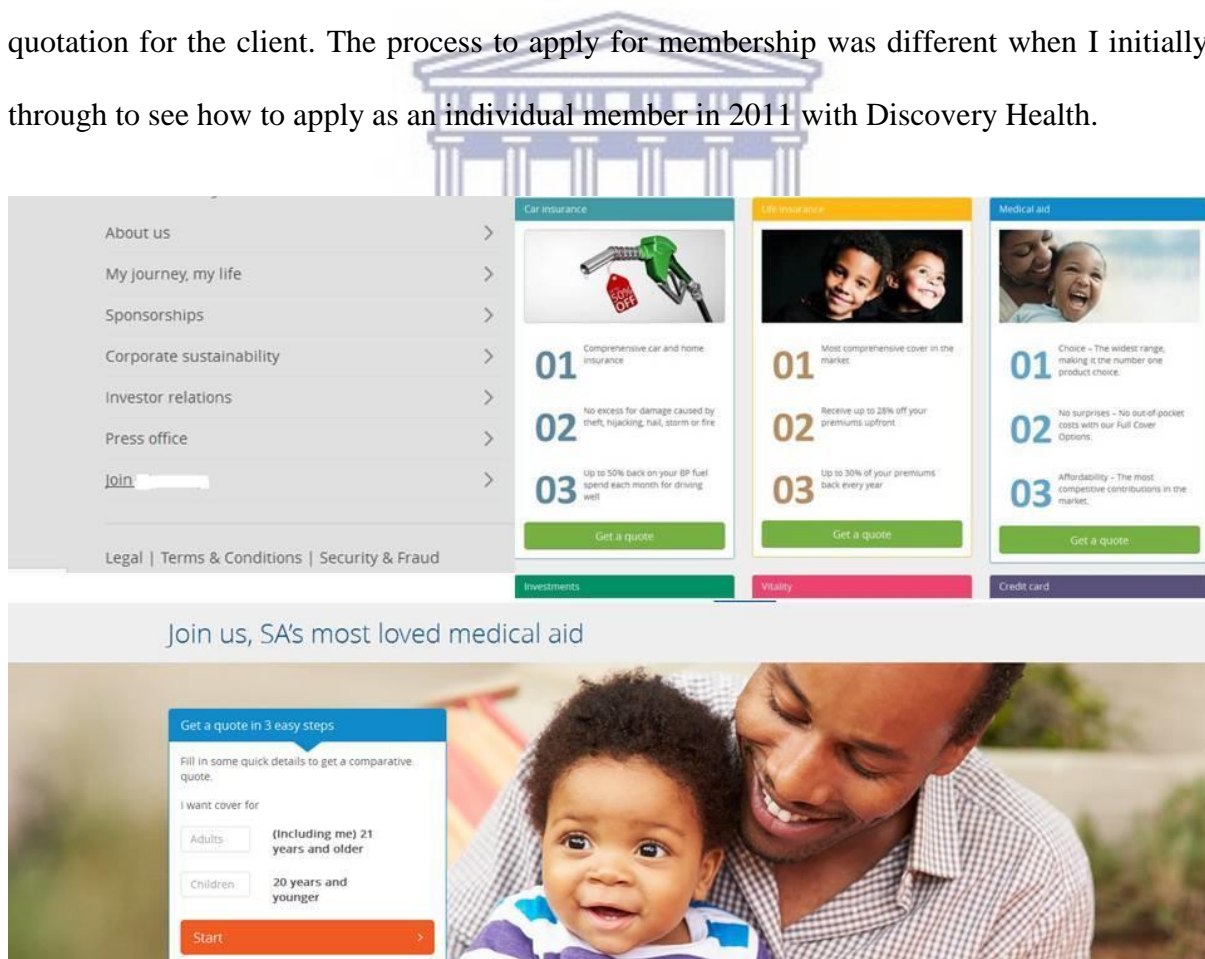 quotation for the client. The process to apply for membership was different when I initially
through to see how to apply as an individual member in 2011 with Discovery Health.
About us
My journey, my life
Sponsorships
Corporate sustainability
Investor relations
Press office
Join
Legal | Terms & Conditions | Security & Fraud
Car insurance
50%
OFF
01
Comprehensive car and home
insurance
02
No excess for damage caused by
theft, hijacking, hail, storm or fire
03
Up to 50% back on your BP fuel
spend each month for driving
well
Get a quote
Life insurance
01
Most comprehensive cover in the
market
02
Receive up to 28% off your
premiums upfront
03
Up to 30% of your premiums
back every year
Get a quote
Medical aid
01
Choice – The widest range,
making it the number one
product choice.
02
No surprises – No out-of-pocket
costs with our Full Cover
Options.
03
Affordability – The most
competitive contributions in the
market.
Get a quote
Investments
Vitality
Credit card
Join us, SA's most loved medical aid
Get a quote in 3 easy steps
Fill in some quick details to get a comparative
quote.
I want cover for
Adults
(Including me) 21
years and older
Children
20 years and
younger
Start